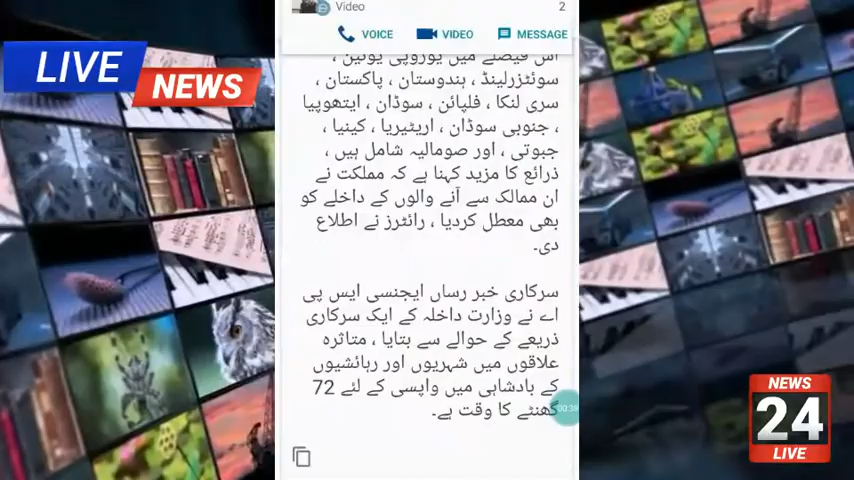 Video
2
VOICE
VIDEO
MESSAGE
LIVE
NEWS
اس فیصلے میں یوروپی یونین ،
سوئٹزرلینڈ ، ہندوستان ، پاکستان ،
سری لنکا ، فلپائن ، سوڈان ، ایتھوپیا
، جنوبی سوڈان ، اریٹیریا ، کینیا ،
جبوتی ، اور صومالیہ شامل ہیں ،
ذرائع کا مزید کہنا ہے کہ مملکت نے
ان ممالک سے آنے والوں کے داخلے کو
بھی معطل کردیا ، رائٹرز نے اطلاع
دی۔
سرکاری خبر رساں ایجنسی ایس پی
اے نے وزارت داخلہ کے ایک سرکاری
ذریعے کے حوالے سے بتایا ، متاثرہ
علاقوں میں شہریوں اور رہائشیوں
کے بادشاہی میں واپسی کے لئے 72
گھنٹے کا وقت ہے۔
NEWS
24
LIVE